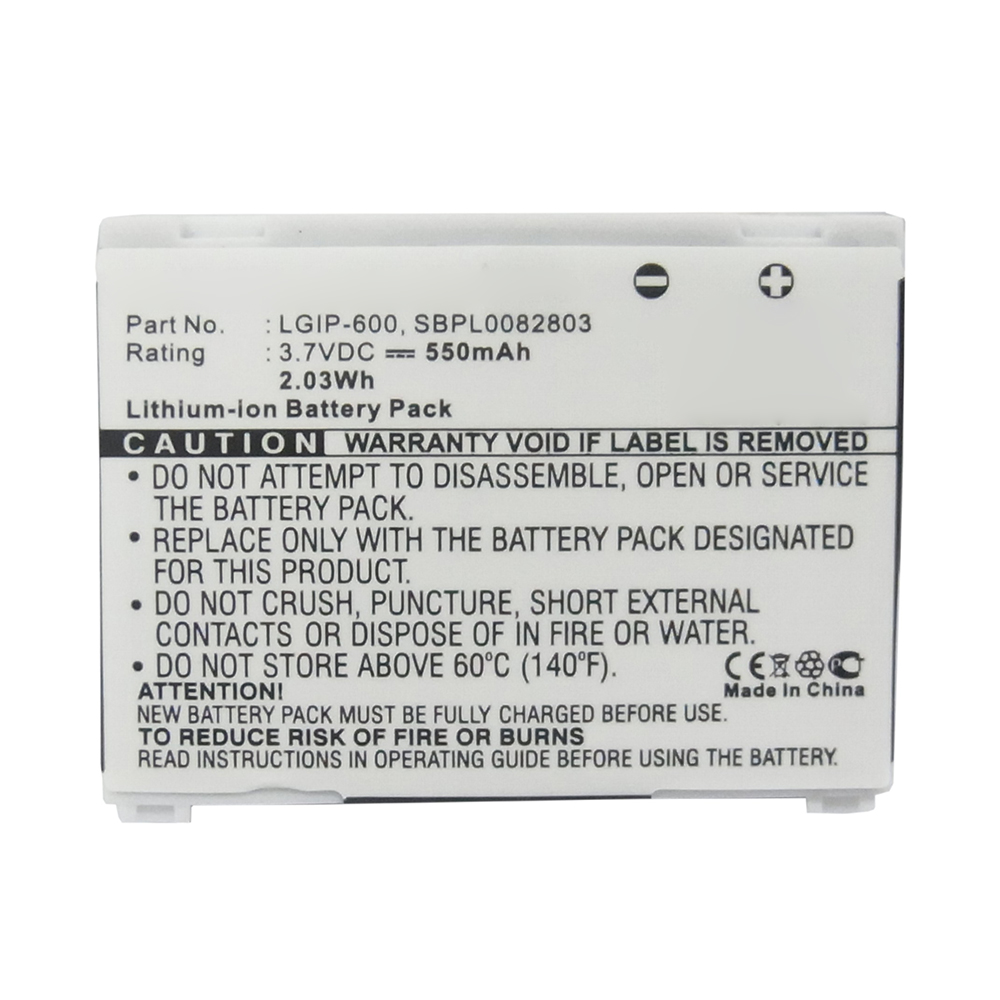 Part No. : LGIP-600, SBPL0082803
Rating : 3.7VDC 550mAh
2.03Wh
Lithium-ion Battery Pack
CAUTION WARRANTY VOID IF LABEL IS REMOVED
• DO NOT ATTEMPT TO DISASSEMBLE, OPEN OR SERVICE
THE BATTERY PACK.
• REPLACE ONLY WITH THE BATTERY PACK DESIGNATED
FOR THIS PRODUCT.
• DO NOT CRUSH, PUNCTURE, SHORT EXTERNAL
CONTACTS OR DISPOSE OF IN FIRE OR WATER.
• DO NOT STORE ABOVE 60°C (140°F).
CE
Made In China
ATTENTION!
NEW BATTERY PACK MUST BE FULLY CHARGED BEFORE USE.
TO REDUCE RISK OF FIRE OR BURNS
READ INSTRUCTIONS IN OPERATING GUIDE BEFORE USING THE BATTERY.